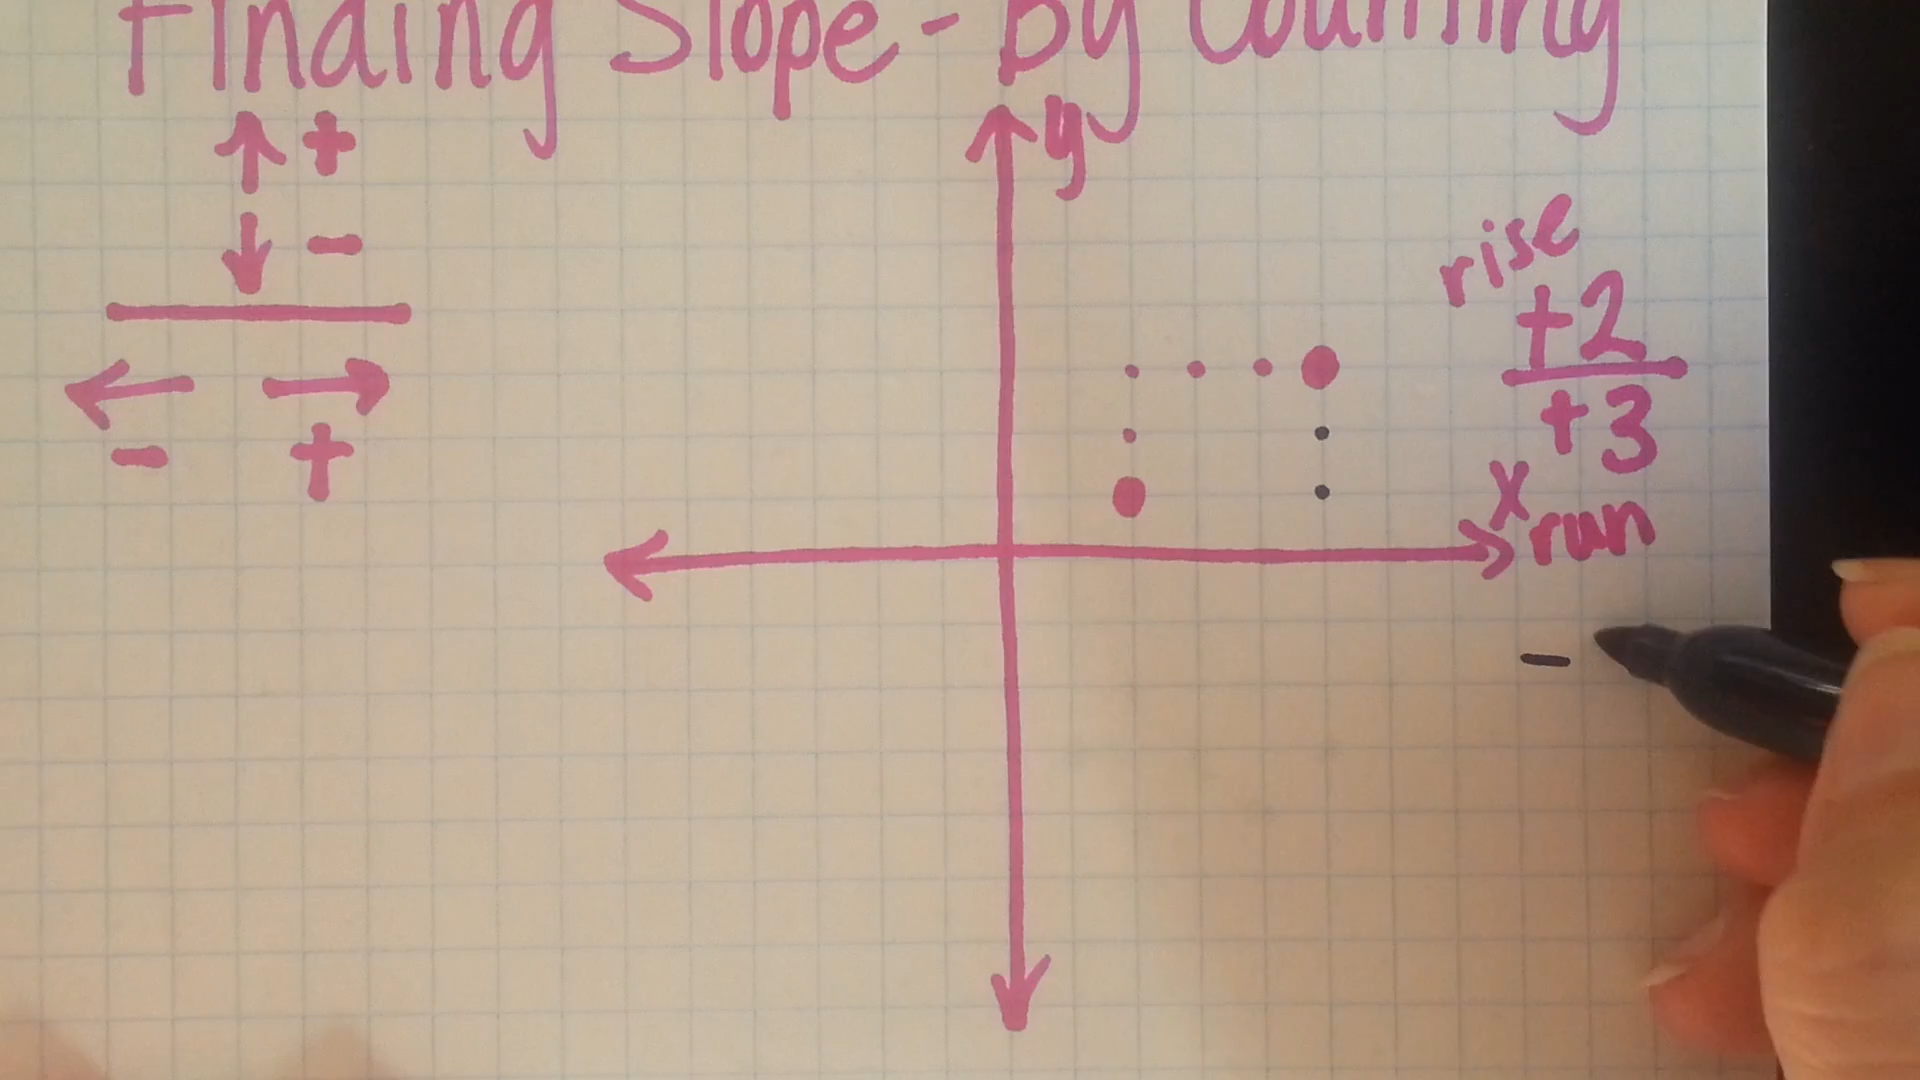 Finding Slope - By Counting
+
-
- +
y
rise
+2
+3
x
run
-